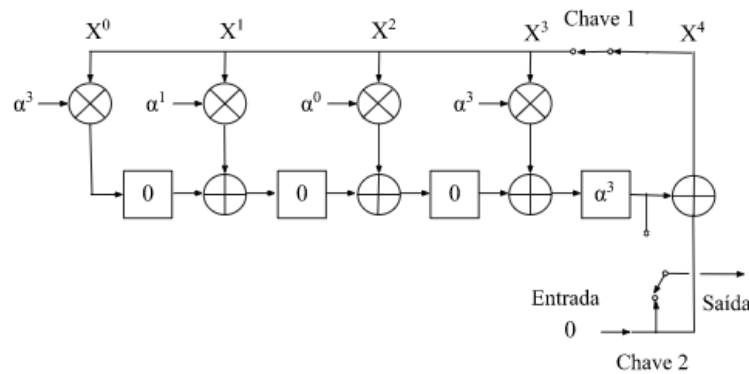 Chave 1
X⁰ X¹ X² X³ X⁴
α³ α¹ α⁰ α³
0 0 0 α³
Entrada Saída
0
Chave 2